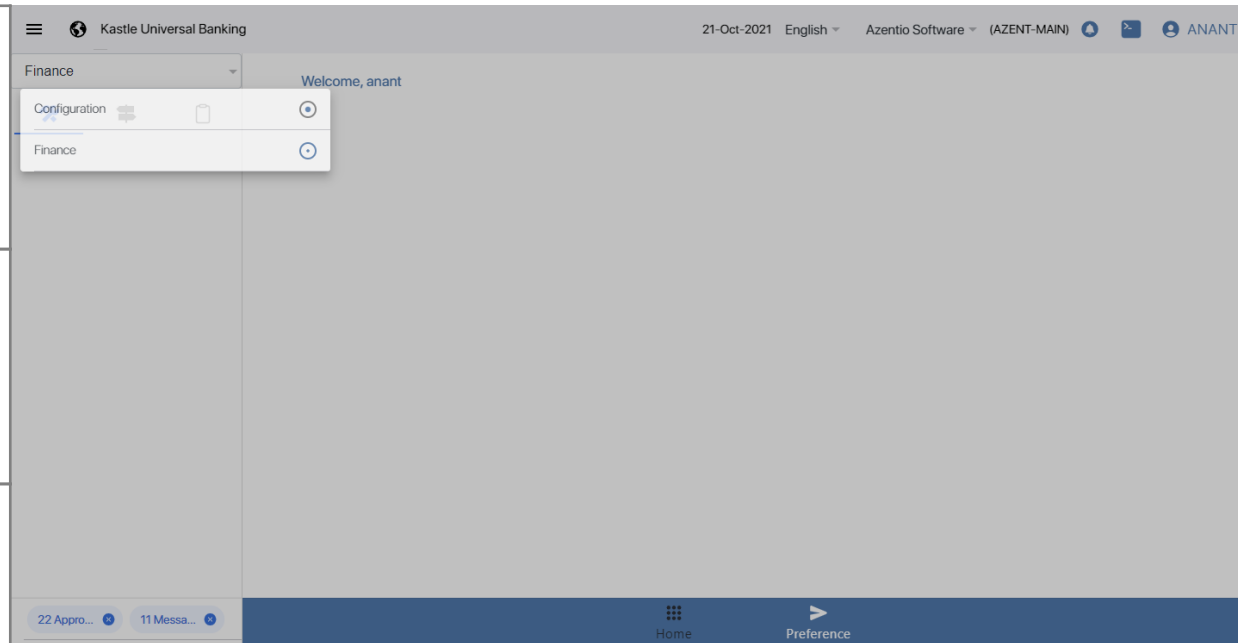 Kastle Universal Banking
21-Oct-2021 English Azentio Software (AZENT-MAIN) ANANT
Finance
Welcome, anant
Configuration
Finance
22 Appro... 11 Messa...
Home Preference